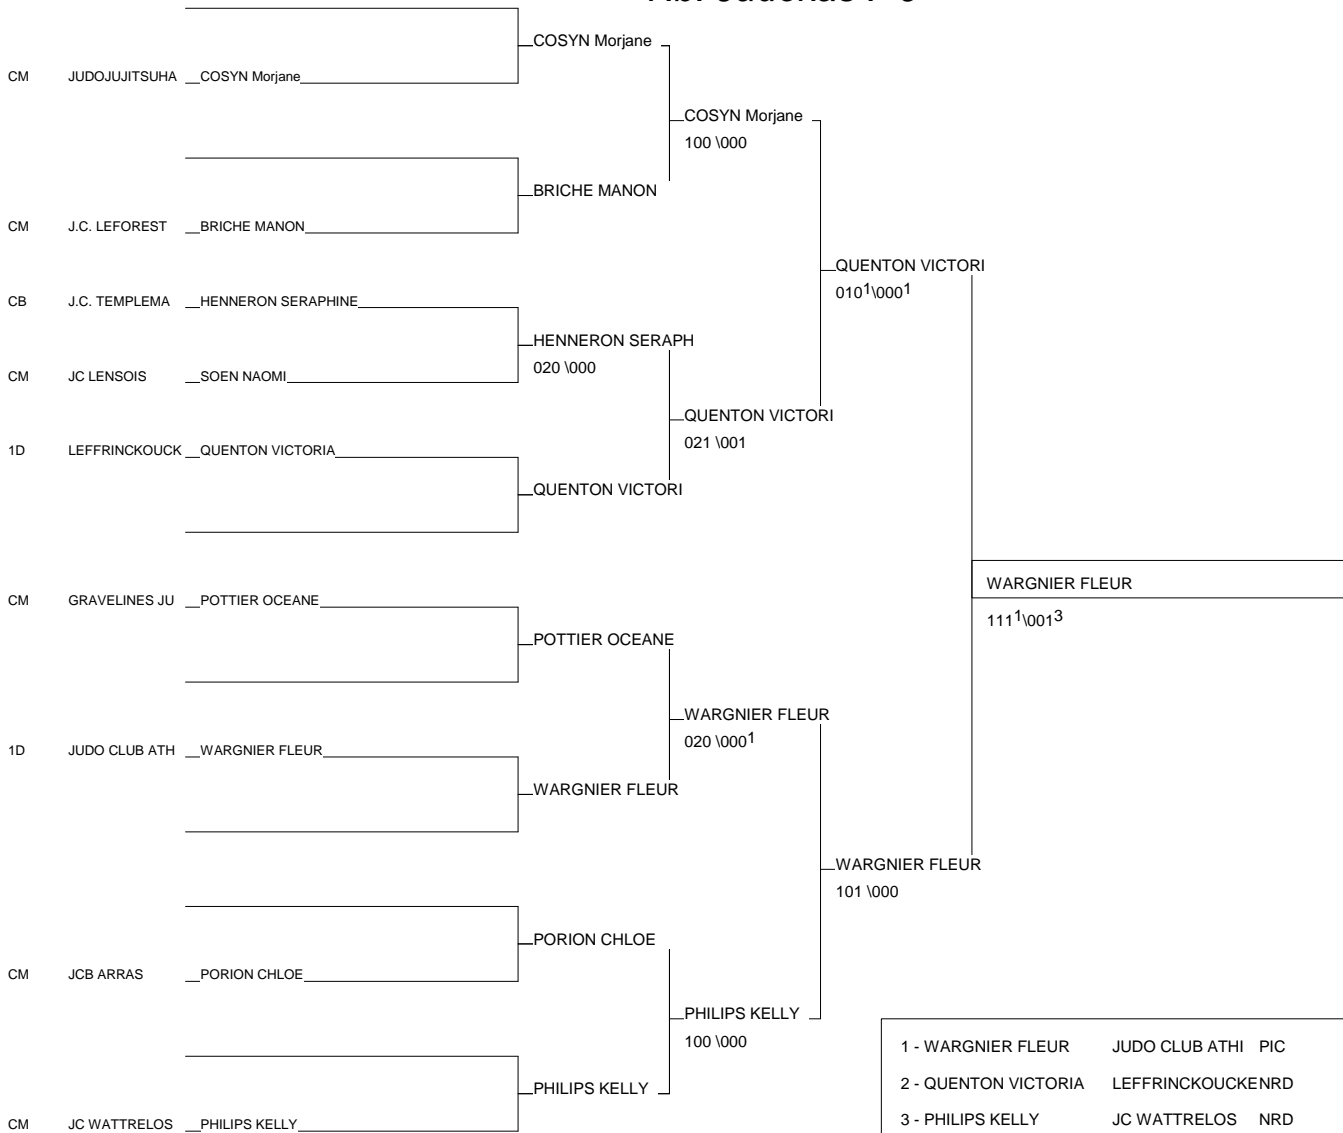 COSYN Morjane
CM JUDOJUJITSUHA COSYN Morjane
COSYN Morjane
100 \000
BRICHE MANON
CM J.C. LEFOREST BRICHE MANON
QUENTON VICTORI
010¹\000¹
CB J.C. TEMPLEMA HENNERON SERAPHINE
HENNERON SERAPH
020 \000
CM JC LENSOIS SOEN NAOMI
QUENTON VICTORI
021 \001
1D LEFFRINCKOUCK QUENTON VICTORIA
QUENTON VICTORI
WARGNIER FLEUR
111¹\001³
CM GRAVELINES JU POTTIER OCEANE
POTTIER OCEANE
WARGNIER FLEUR
020 \000¹
1D JUDO CLUB ATH WARGNIER FLEUR
WARGNIER FLEUR
WARGNIER FLEUR
101 \000
PORION CHLOE
CM JCB ARRAS PORION CHLOE
PHILIPS KELLY
100 \000
PHILIPS KELLY
CM JC WATTRELOS PHILIPS KELLY
1 - WARGNIER FLEUR JUDO CLUB ATHI PIC
2 - QUENTON VICTORIA LEFFRINCKOUCKENRD
3 - PHILIPS KELLY JC WATTRELOS NRD